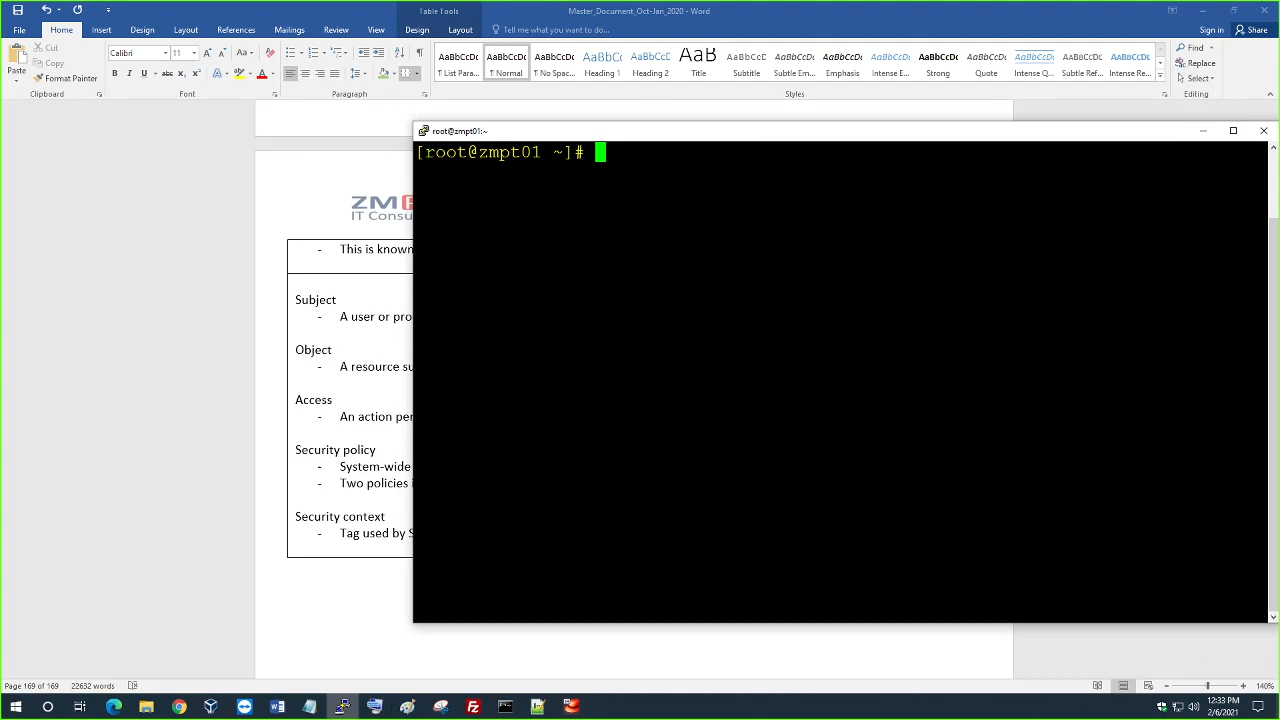 Table Tools
Master_Document_Oct-Jan_2020 - Word
File Home Insert Design Layout References Mailings Review View Design Layout Tell me what you want to do... Sign in Share
Paste
Cut
Copy
Format Painter
Calibri 11
Clipboard Font Paragraph Styles Editing
AaBbCcDc AaBbCcDc AaBbCcDc AaBbCc AaBbCcC AaB AaBbCcC AaBbCcDc AaBbCcDc AaBbCcDc AaBbCcDc AaBbCcDc AaBbCcDc AaBbCcDc AaBbCcDc
¶ List Para... ¶ Normal ¶ No Spac... Heading 1 Heading 2 Title Subtitle Subtle Em... Emphasis Intense E... Strong Quote Intense Q... Subtle Ref... Intense Re...
Find
Replace
Select
root@zmpt01:~
[root@zmpt01 ~]#
ZM
IT Consu
- This is known
Subject
- A user or pro
Object
- A resource su
Access
- An action per
Security policy
- System-wide
- Two policies i
Security context
- Tag used by S
Page 169 of 169 22632 words
140%
12:33 PM
2/6/2021